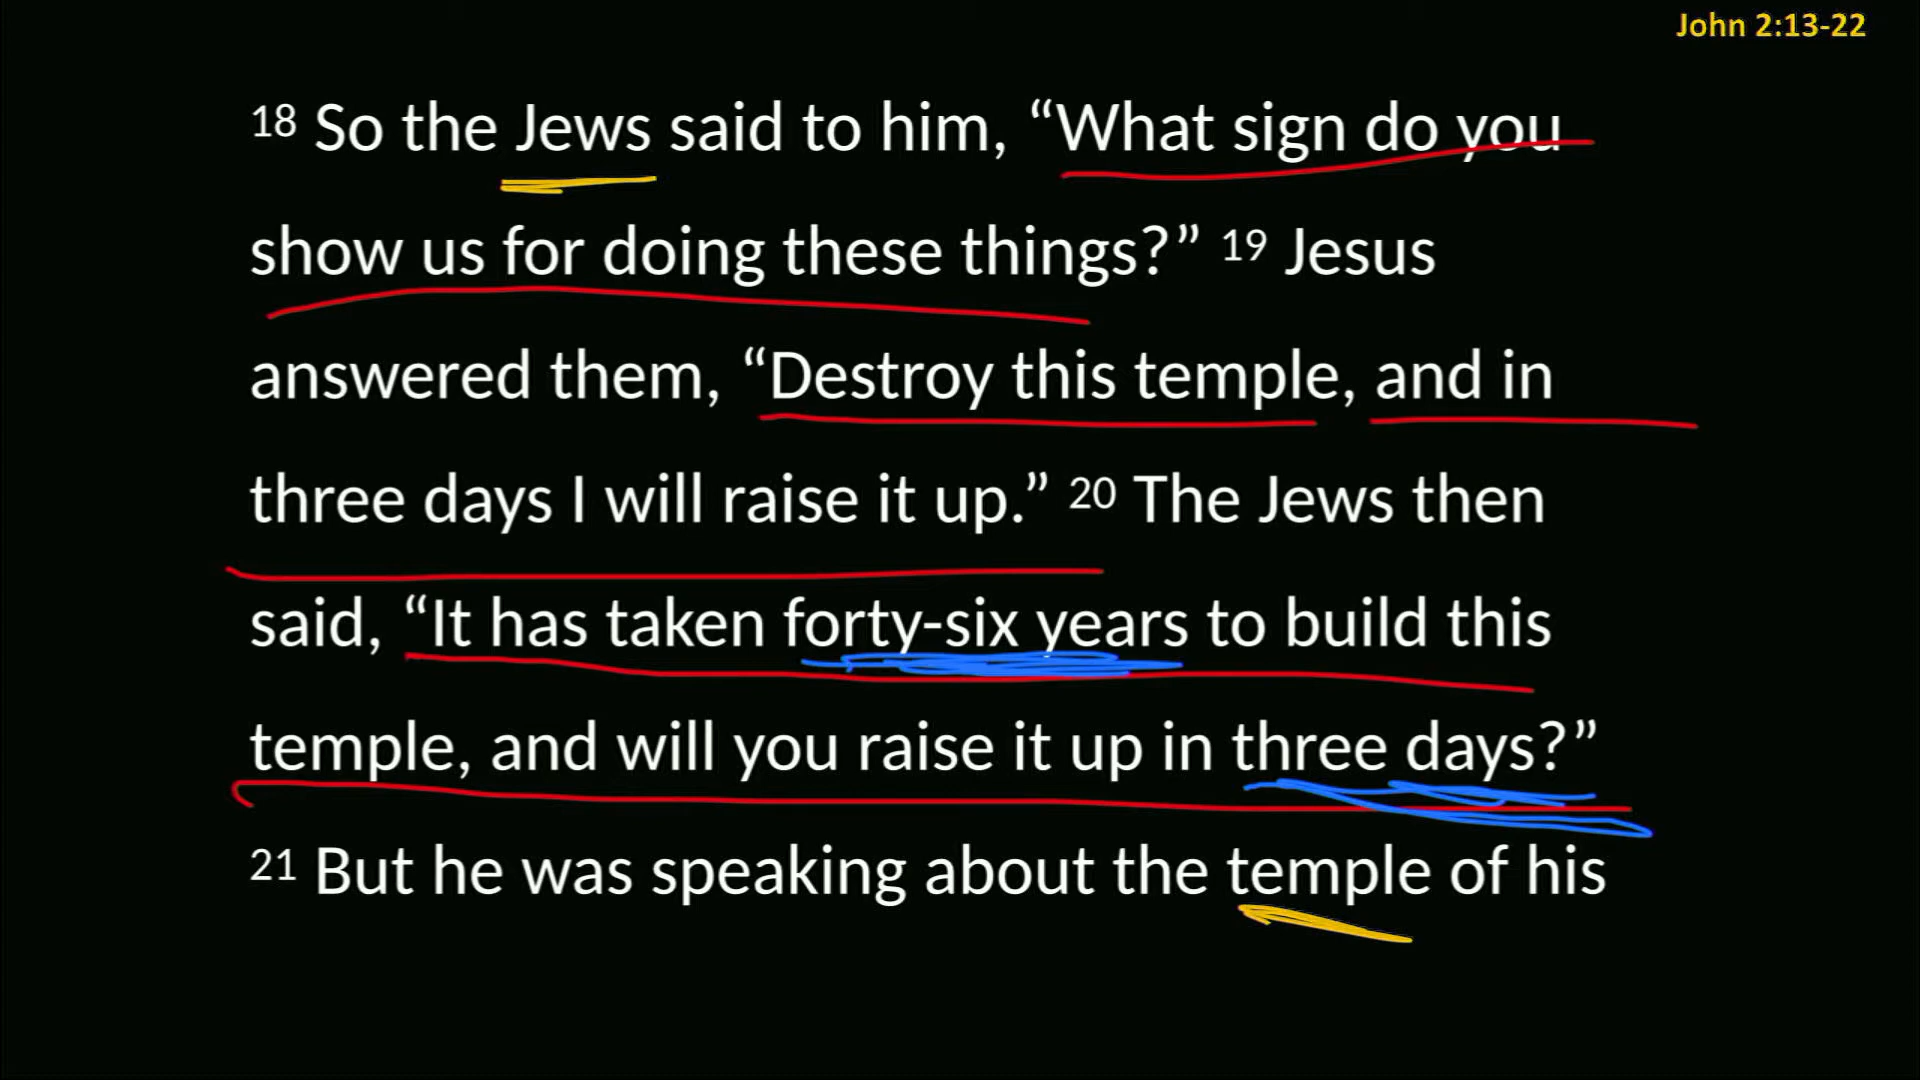 John 2:13-22
18 So the Jews said to him, “What sign do you
show us for doing these things?” 19 Jesus
answered them, “Destroy this temple, and in
three days I will raise it up.” 20 The Jews then
said, “It has taken forty-six years to build this
temple, and will you raise it up in three days?”
21 But he was speaking about the temple of his